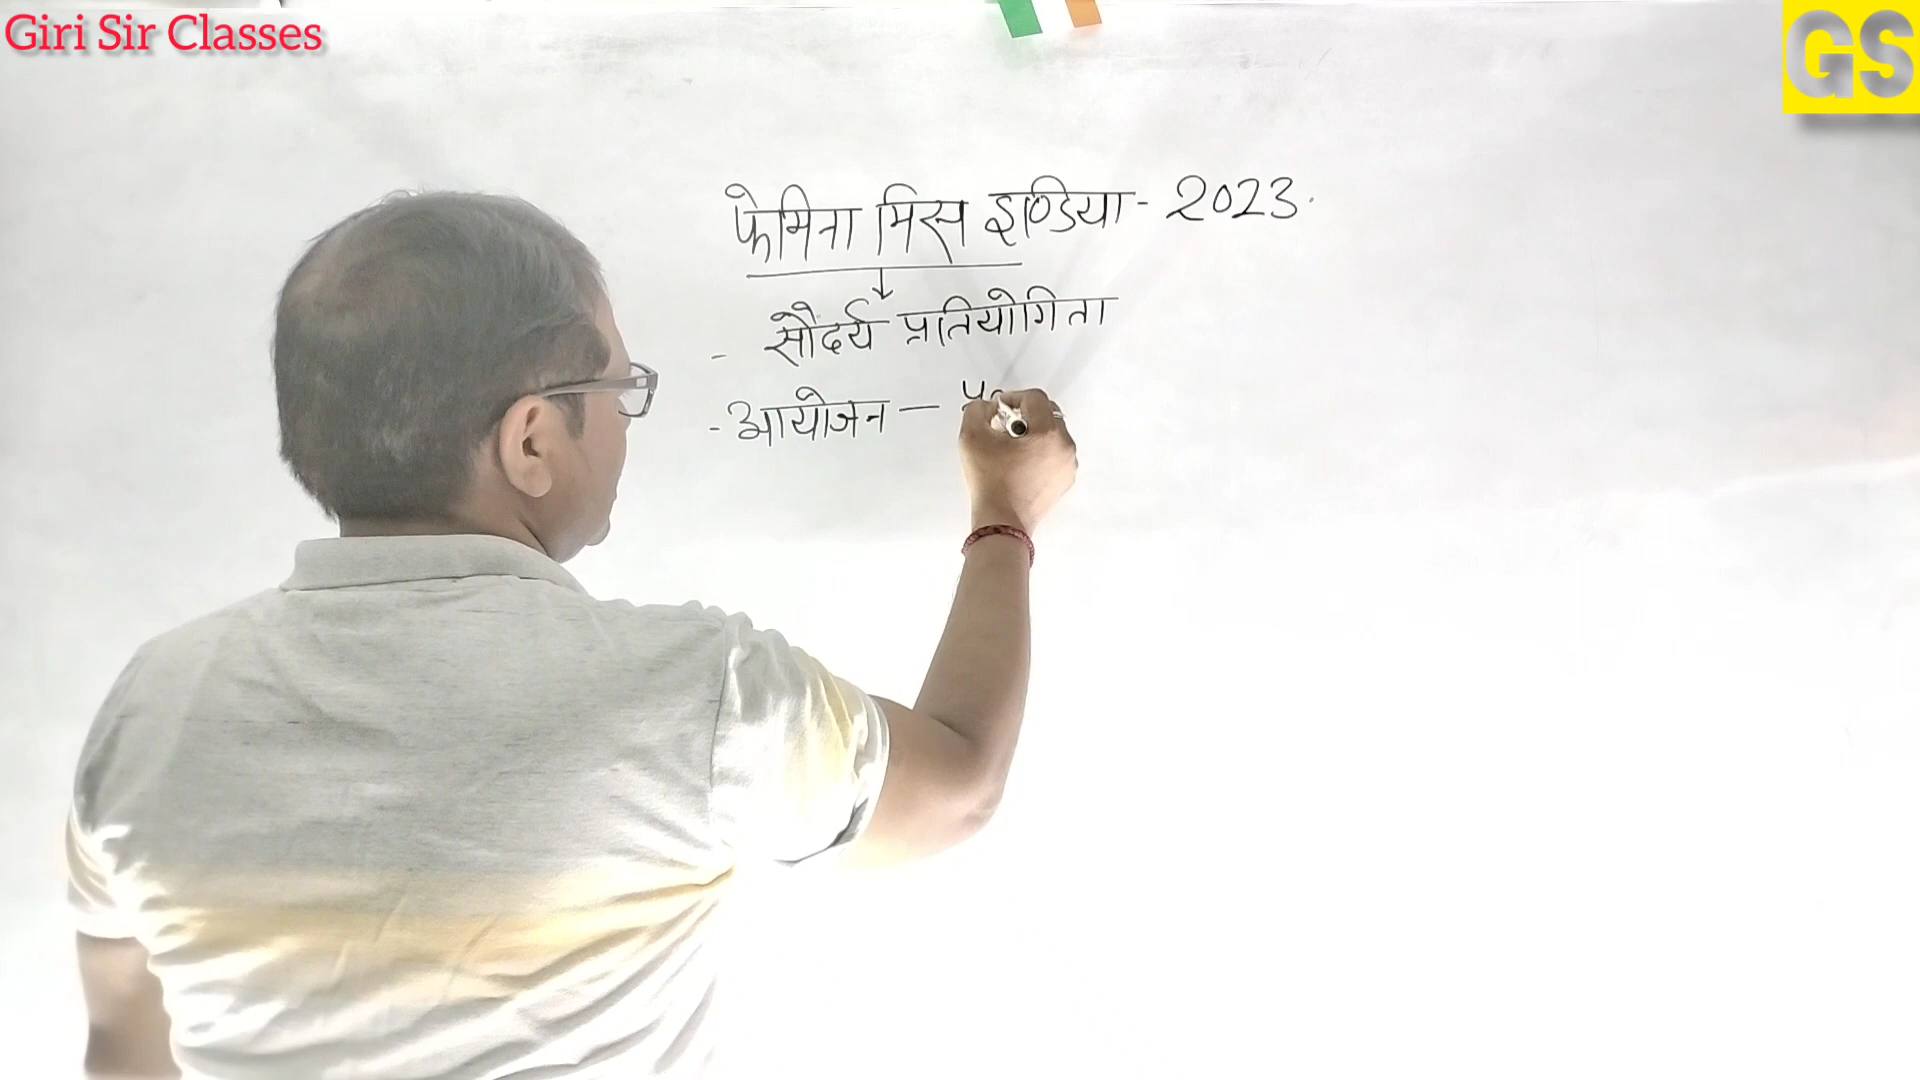 Giri Sir Classes
GS
फेमिना मिस इण्डिया - 2023.
↓
- सौदर्य प्रतियोगिता
- आयोजन —